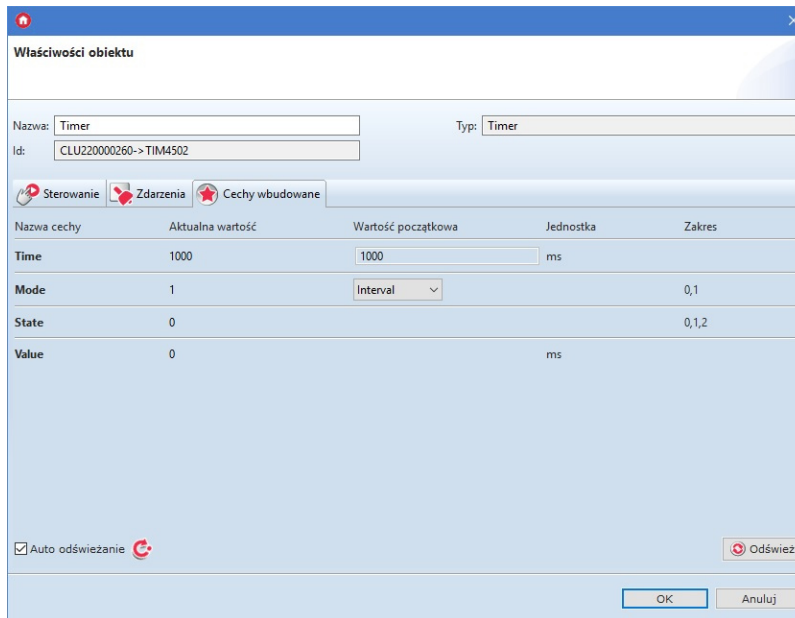 Właściwości obiektu
Nazwa: Timer Typ: Timer
Id: CLU220000260->TIM4502
Sterowanie Zdarzenia Cechy wbudowane
Nazwa cechy Aktualna wartość Wartość początkowa Jednostka Zakres
Time 1000 1000 ms
Mode 1 Interval 0,1
State 0 0,1,2
Value 0 ms
Auto odświeżanie Odśwież
OK Anuluj